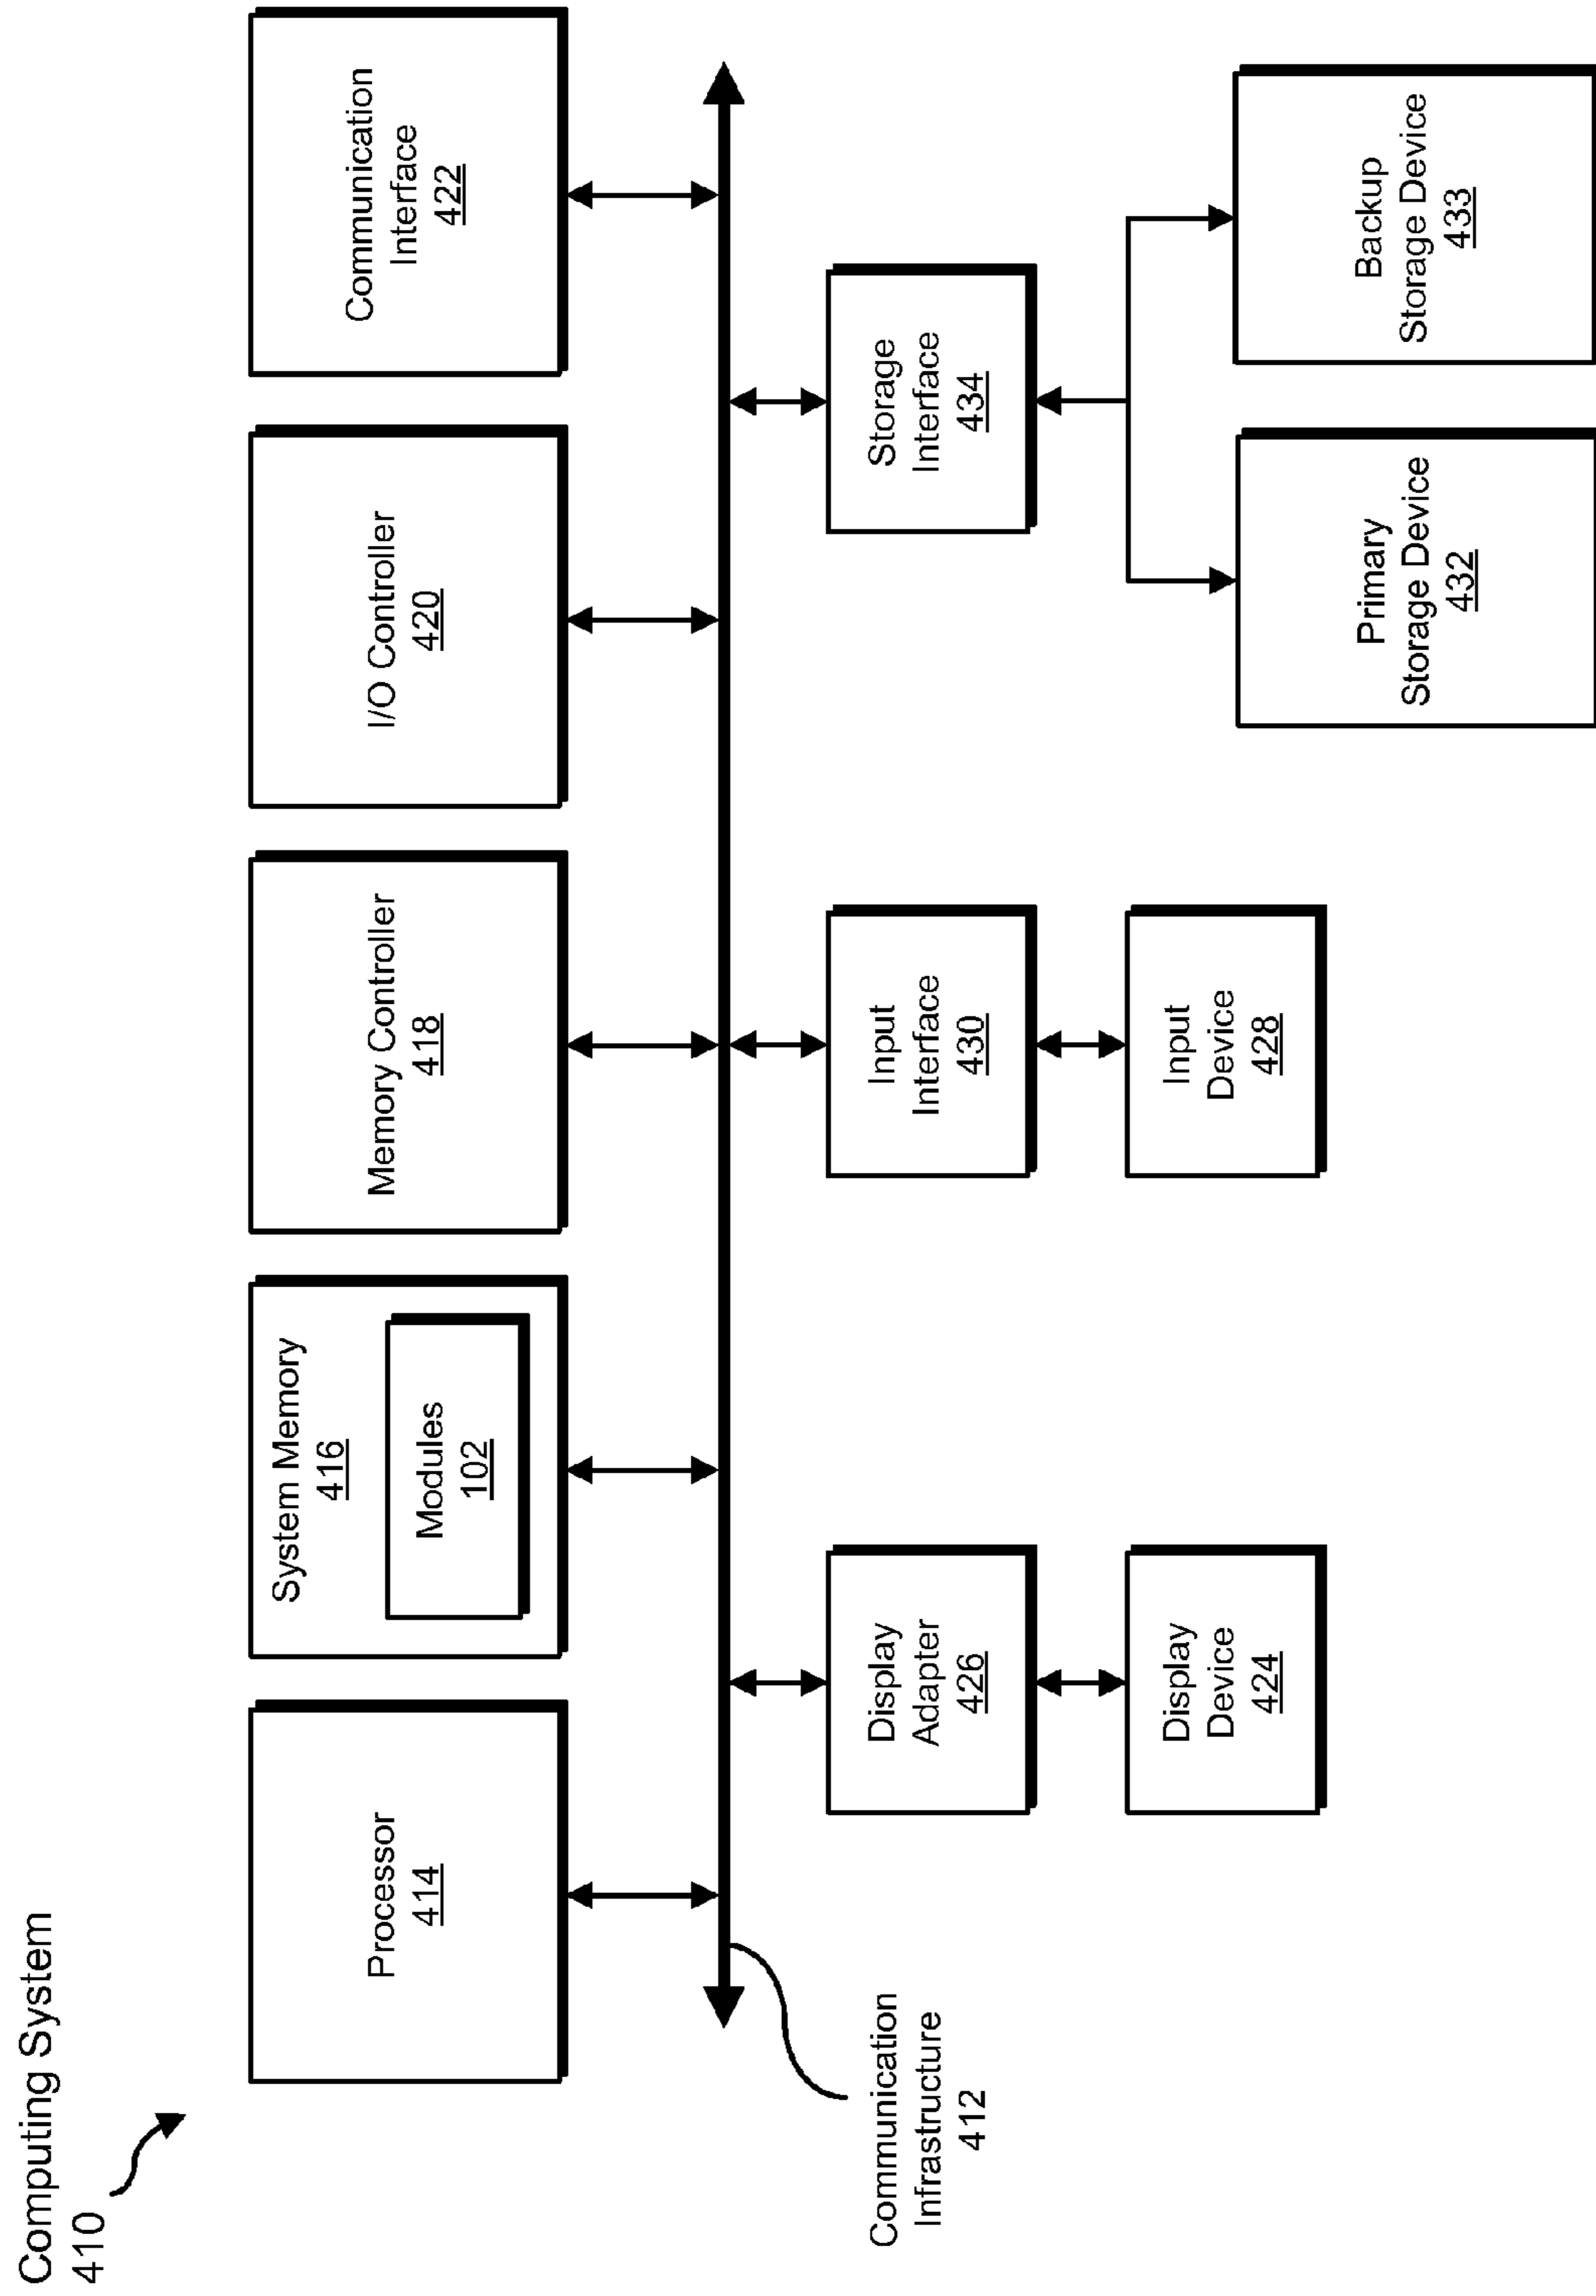 Computing System
410
Processor
414
System Memory
416
Modules
102
Memory Controller
418
I/O Controller
420
Communication
Interface
422
Communication
Infrastructure
412
Display
Adapter
426
Input
Interface
430
Storage
Interface
434
Display
Device
424
Input
Device
428
Primary
Storage Device
432
Backup
Storage Device
433